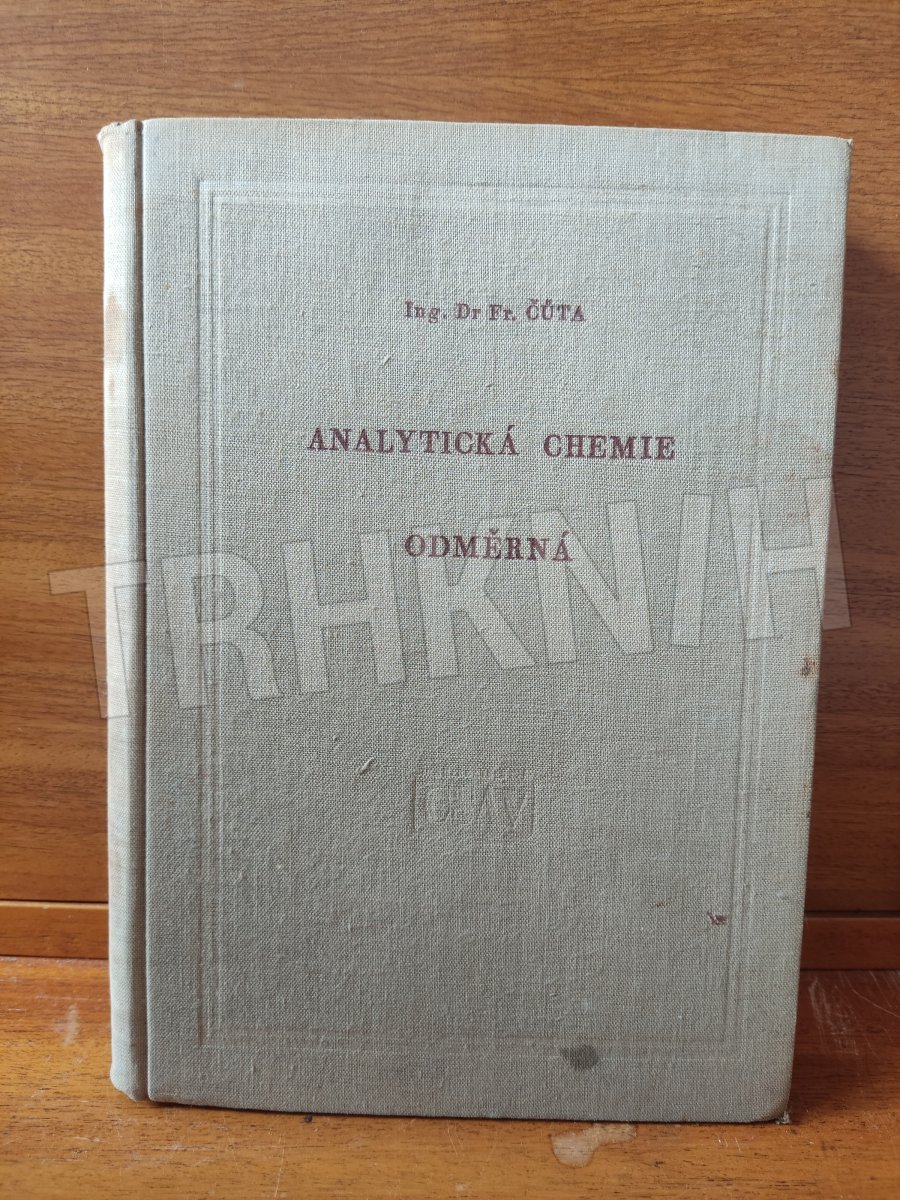 Ing. Dr Fr. ČŮTA
ANALYTICKÁ CHEMIE
ODMĚRNÁ
TRHKNIH